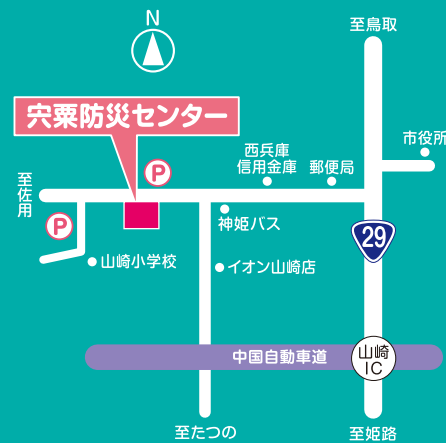 N
至鳥取
宍粟防災センター
市役所
西兵庫
信用金庫
郵便局
P
至佐用
神姫バス
P
29
山崎小学校
イオン山崎店
中国自動車道
山崎
IC
至たつの
至姫路